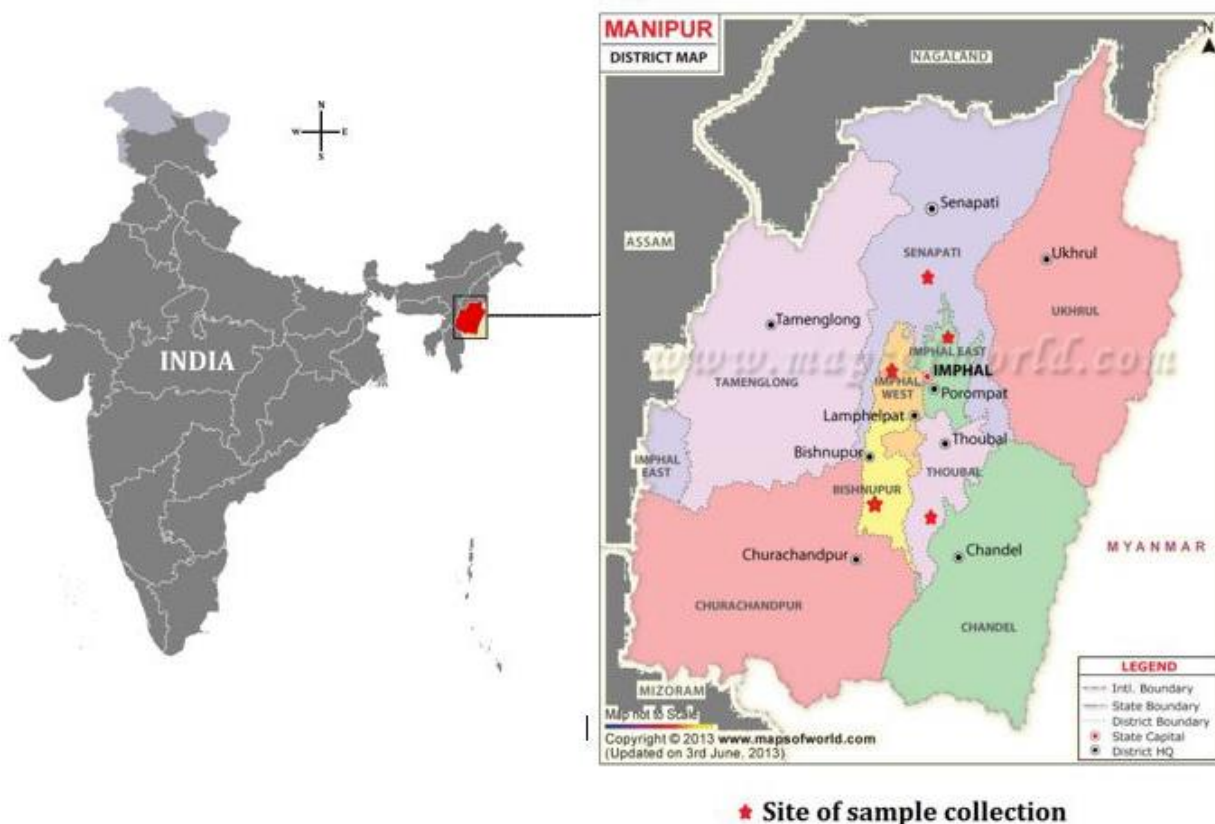 N
W E
S
INDIA
MANIPUR
DISTRICT MAP
N
NAGALAND
ASSAM
Senapati
SENAPATI
Ukhrul
UKHRUL
Tamenglong
TAMENGLONG
www.mapsofworld.com
IMPHAL EAST
IMPHAL
IMPHAL
WEST
Porompat
Lamphelpat
Thoubal
THOUBAL
Bishnupur
BISHNUPUR
IMPHAL
EAST
Churachandpur
CHURACHANDPUR
Chandel
CHANDEL
MYANMAR
MIZORAM
LEGEND
Intl. Boundary
State Boundary
District Boundary
State Capital
District HQ
Map not to Scale
Copyright © 2013 www.mapsofworld.com
(Updated on 3rd June, 2013)
Site of sample collection